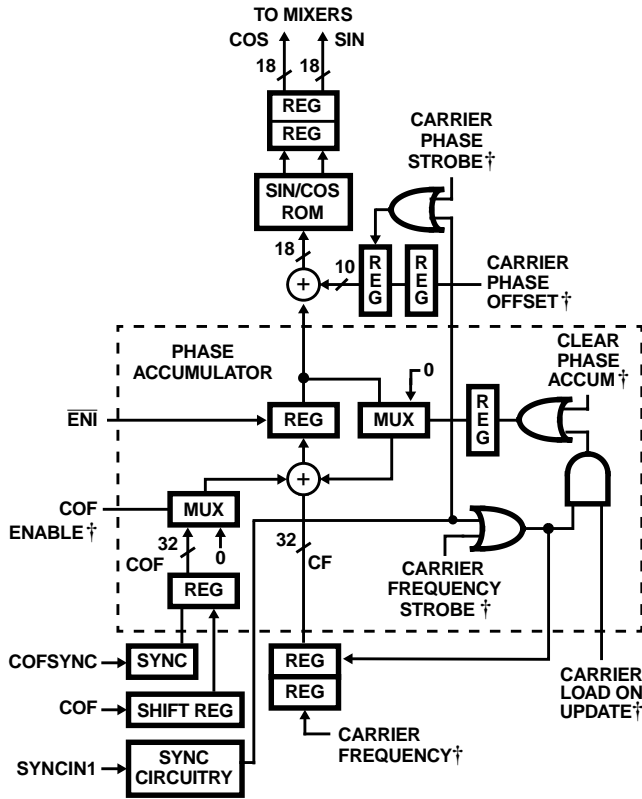 TO MIXERS
COS SIN
18 18
REG
REG
CARRIER
PHASE
STROBE†
SIN/COS
ROM
18
10
+
REG
REG
CARRIER
PHASE
OFFSET†
PHASE
ACCUMULATOR
0
CLEAR
PHASE
ACCUM†
ENI
REG
MUX
REG
+
COF
ENABLE†
MUX
32
COF
0
32
CF
CARRIER
FREQUENCY
STROBE†
REG
COFSYNC
SYNC
REG
REG
COF
SHIFT REG
CARRIER
LOAD ON
UPDATE†
SYNCIN1
SYNC
CIRCUITRY
CARRIER
FREQUENCY†